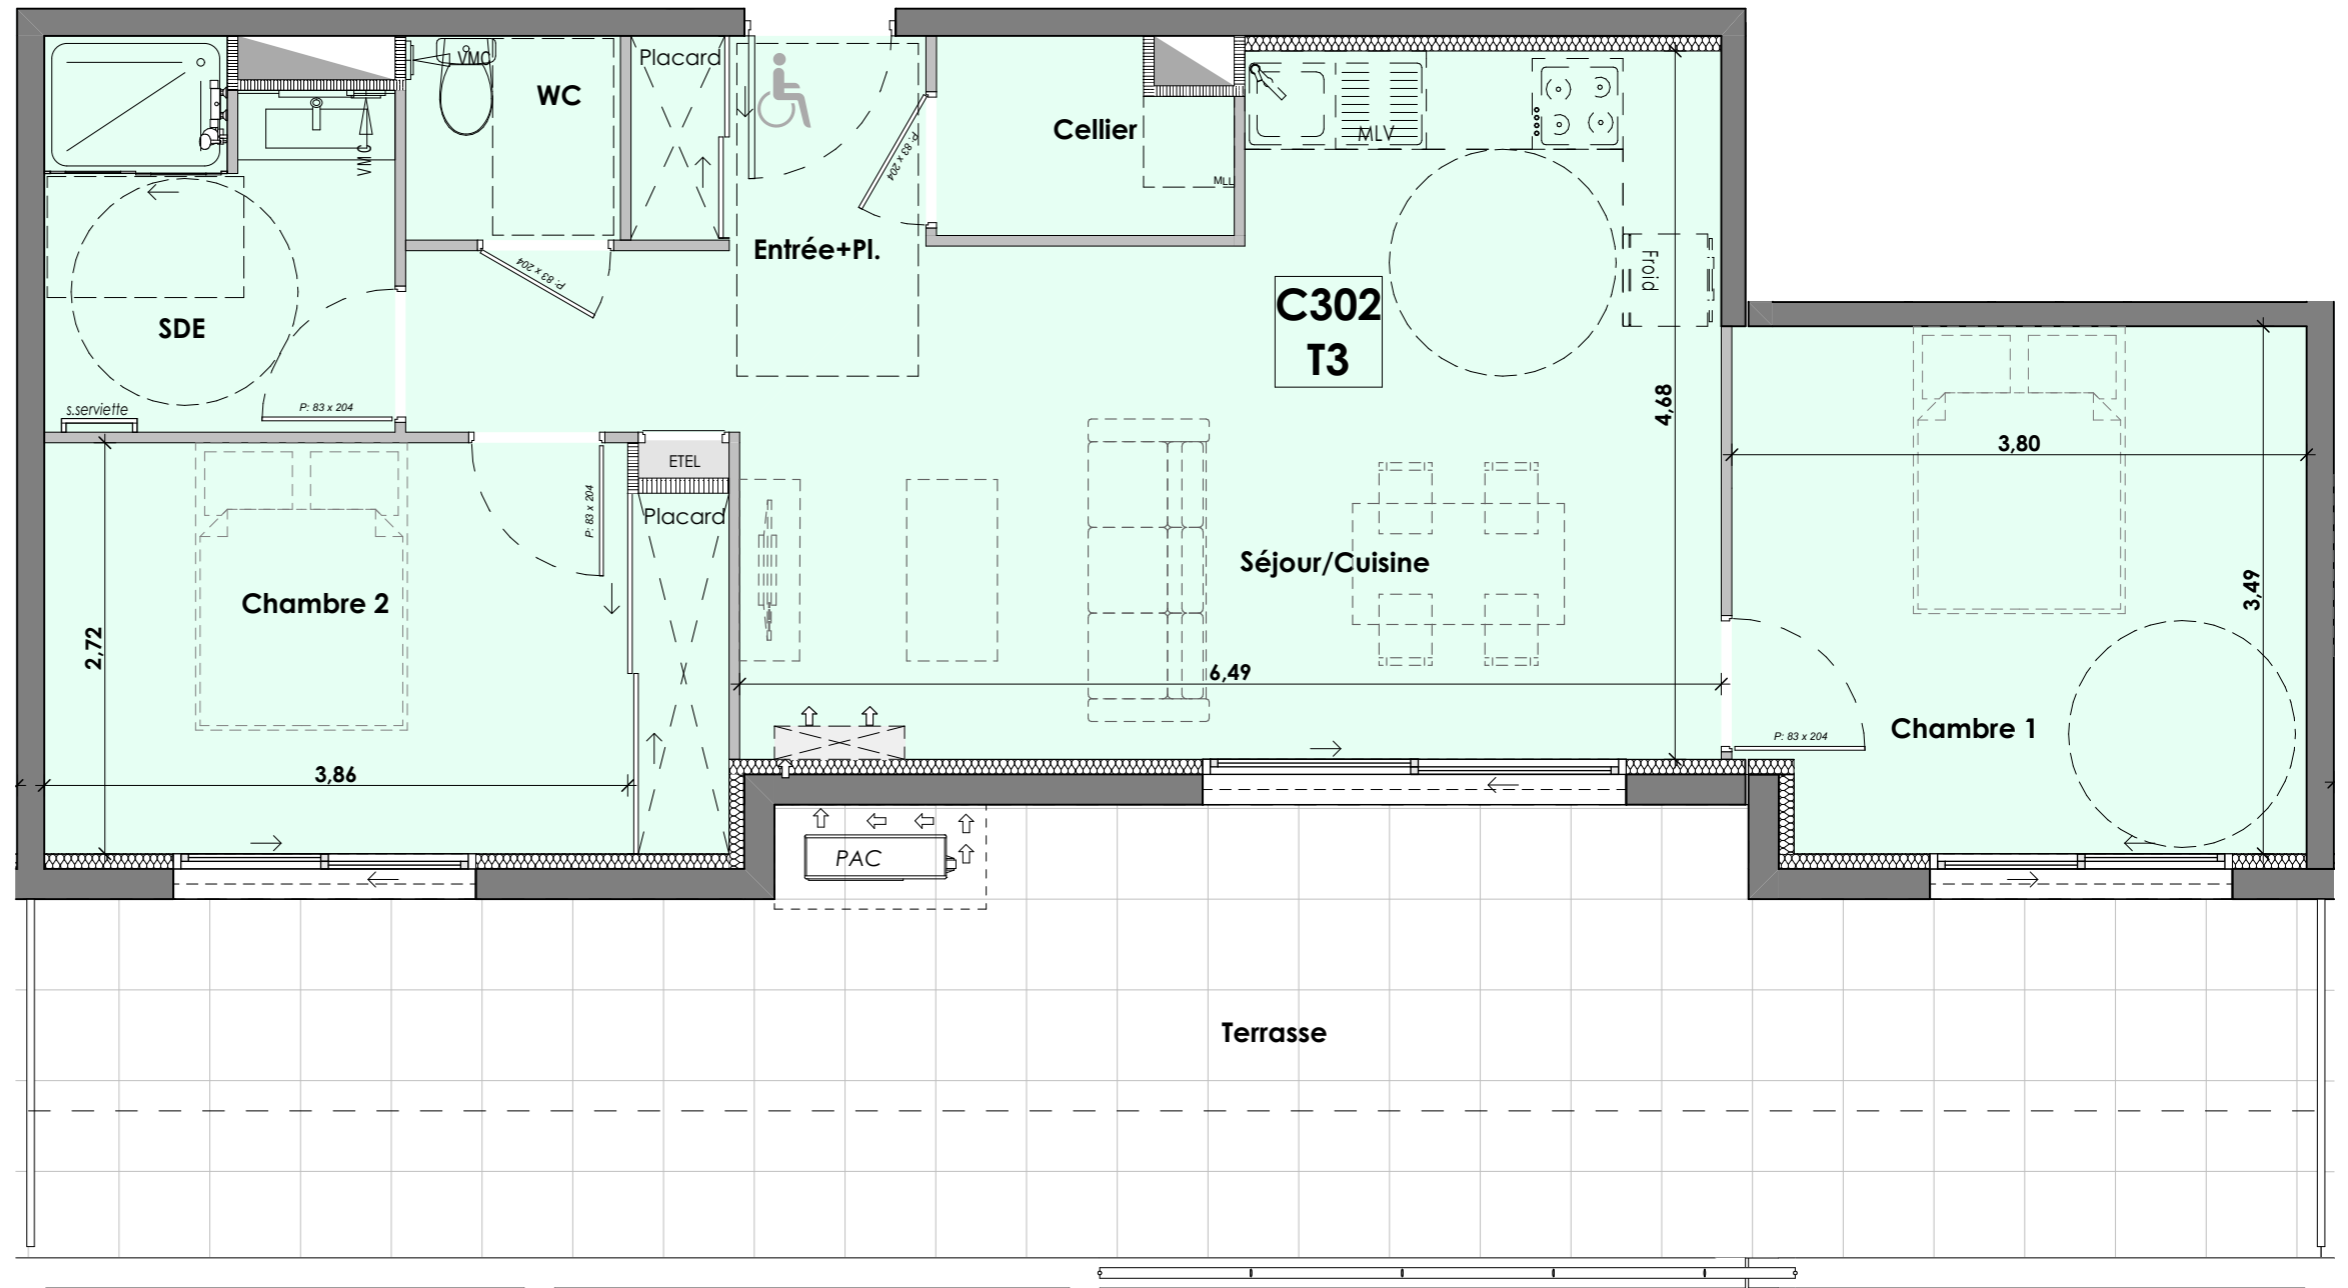 Placard
VMC
WC
Cellier
MLV
VMC
P: 83 x 204
MLL
Entrée+Pl.
P: 83 x 204
Froid
C302
T3
SDE
s.serviette
P: 83 x 204
4,68
3,80
ETEL
P: 83 x 204
Placard
Séjour/Cuisine
Chambre 2
3,49
2,72
6,49
Chambre 1
P: 83 x 204
3,86
PAC
Terrasse